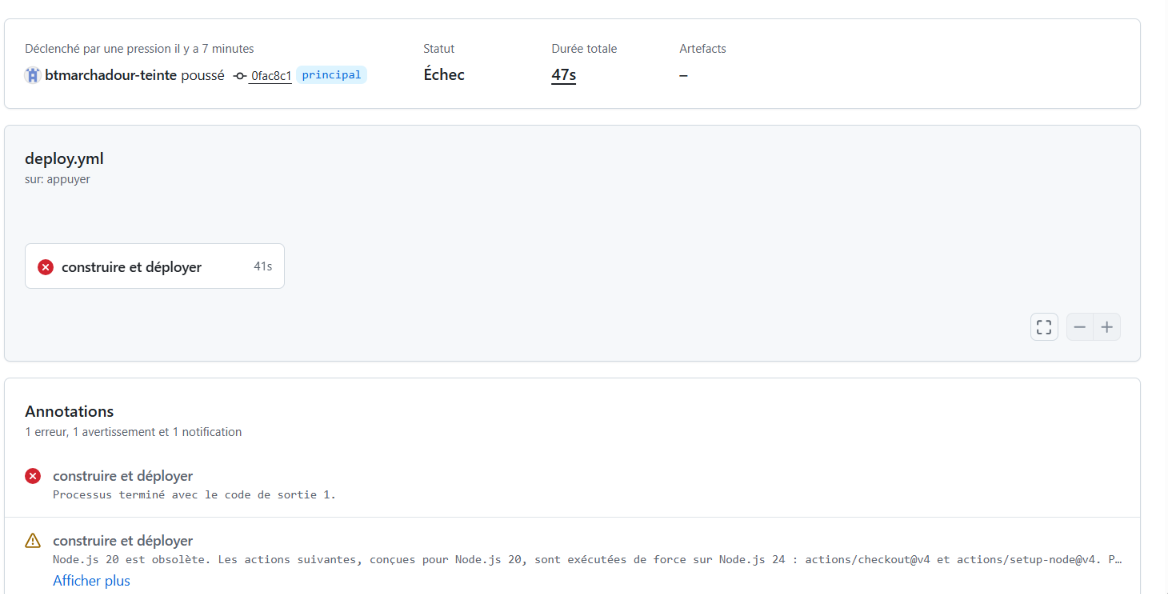 Déclenché par une pression il y a 7 minutes
Statut
Durée totale
Artefacts
btmarchadour-teinte poussé 0fac8c1 principal
Échec
47s
–
deploy.yml
sur: appuyer
construire et déployer 41s
Annotations
1 erreur, 1 avertissement et 1 notification
construire et déployer
Processus terminé avec le code de sortie 1.
construire et déployer
Node.js 20 est obsolète. Les actions suivantes, conçues pour Node.js 20, sont exécutées de force sur Node.js 24 : actions/checkout@v4 et actions/setup-node@v4. P…
Afficher plus